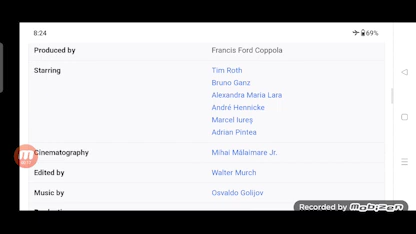 8:24 69%
Produced by Francis Ford Coppola
Starring Tim Roth
Bruno Ganz
Alexandra Maria Lara
André Hennicke
Marcel Iureș
Adrian Pintea
Cinematography Mihai Mălaimare Jr.
Edited by Walter Murch
Music by Osvaldo Golijov
Recorded by Mobizen